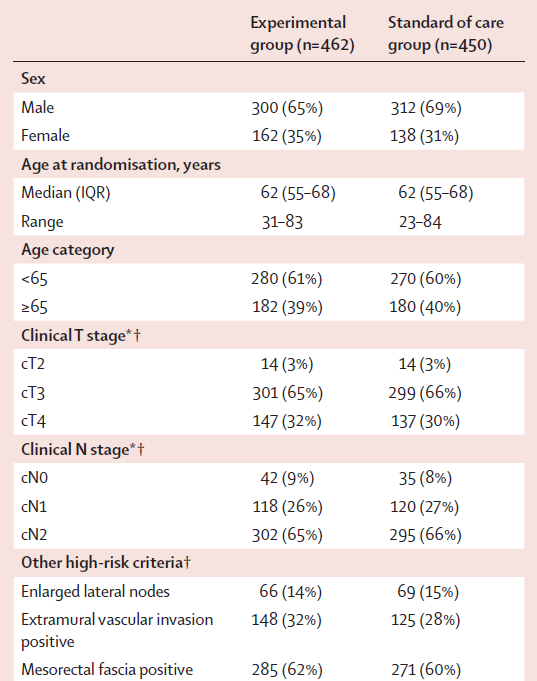 Experimental group (n=462) Standard of care group (n=450)
Sex
Male 300 (65%) 312 (69%)
Female 162 (35%) 138 (31%)
Age at randomisation, years
Median (IQR) 62 (55–68) 62 (55–68)
Range 31–83 23–84
Age category
<65 280 (61%) 270 (60%)
≥65 182 (39%) 180 (40%)
Clinical T stage*†
cT2 14 (3%) 14 (3%)
cT3 301 (65%) 299 (66%)
cT4 147 (32%) 137 (30%)
Clinical N stage*†
cN0 42 (9%) 35 (8%)
cN1 118 (26%) 120 (27%)
cN2 302 (65%) 295 (66%)
Other high-risk criteria†
Enlarged lateral nodes 66 (14%) 69 (15%)
Extramural vascular invasion 148 (32%) 125 (28%)
positive
Mesorectal fascia positive 285 (62%) 271 (60%)